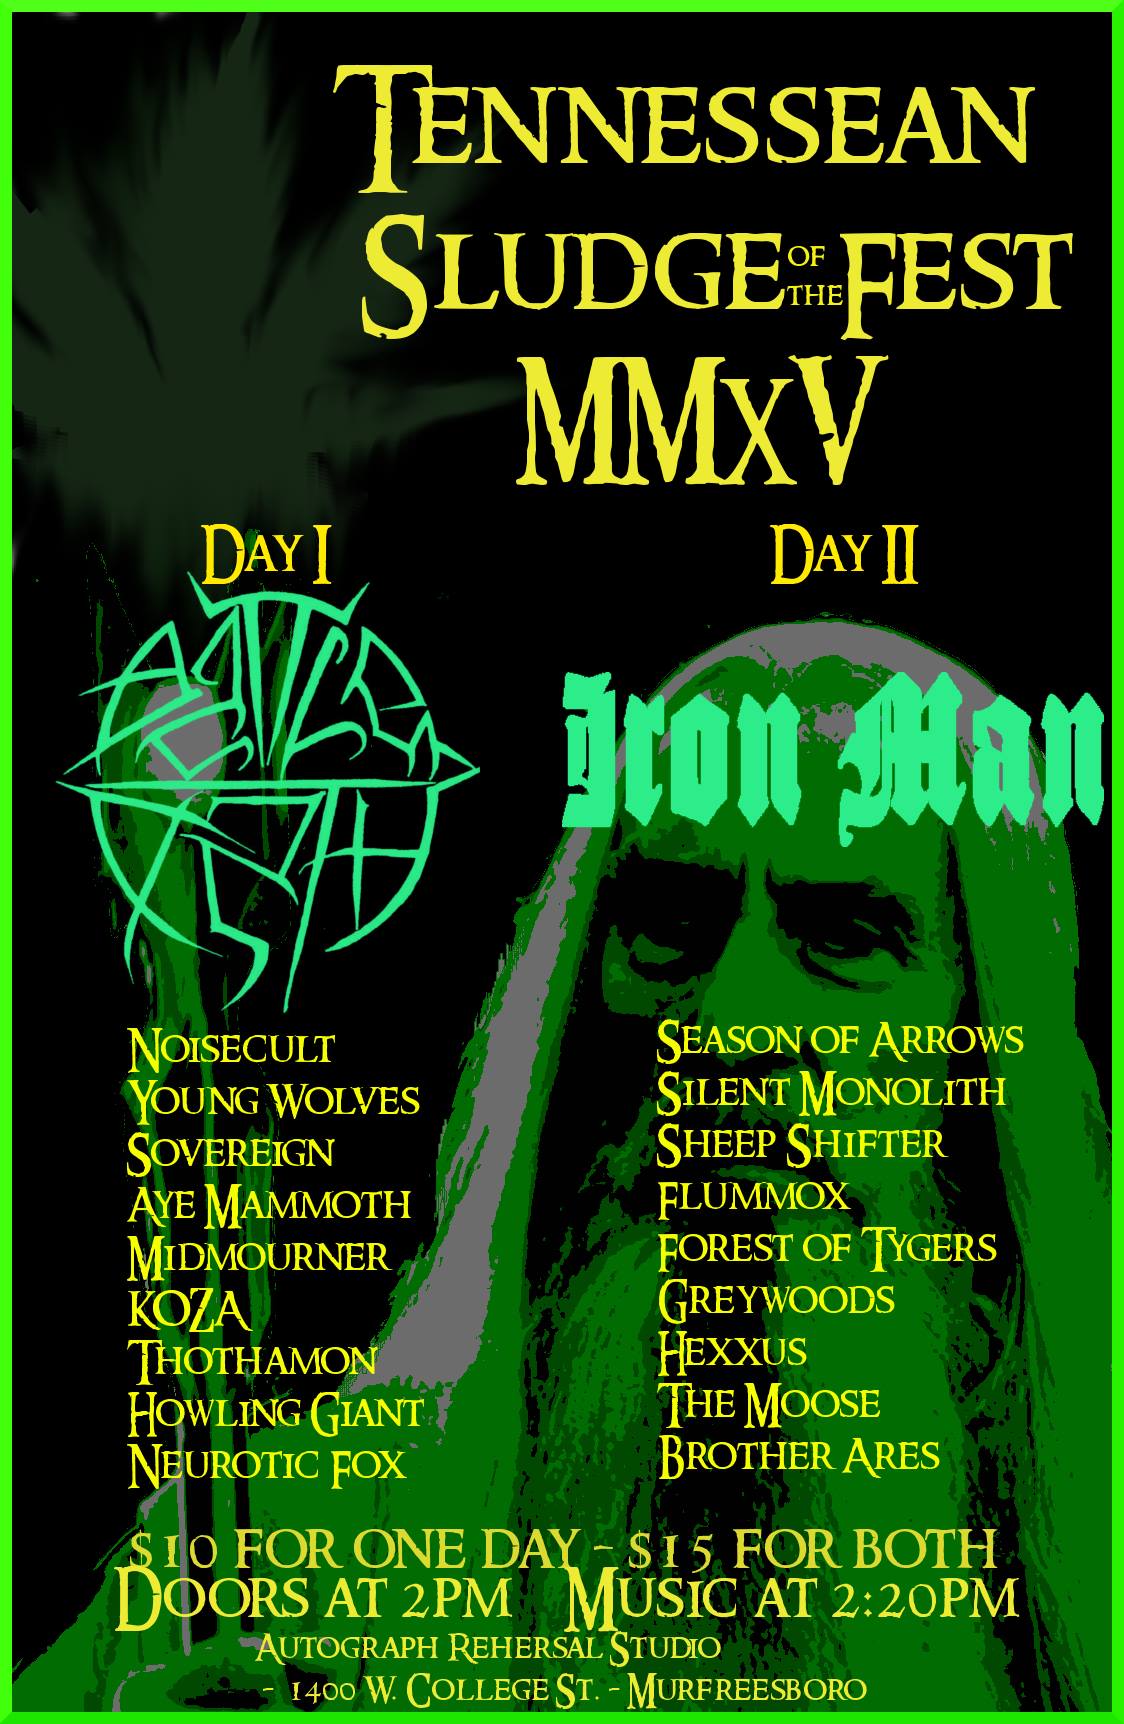 Tennessean
Sludge of the Fest
MMXV
Day I
Battle
Path
Noisecult
Young Wolves
Sovereign
Aye Mammoth
Midmourner
KOZA
Thothamon
Howling Giant
Neurotic Fox
Day II
Iron Man
Season of Arrows
Silent Monolith
Sheep Shifter
Flummox
Forest of Tygers
Greywoods
Hexxus
The Moose
Brother Ares
$10 for one day - $15 for both
Doors at 2pm Music at 2:20pm
Autograph Rehersal Studio
- 1400 W. College St. - Murfreesboro